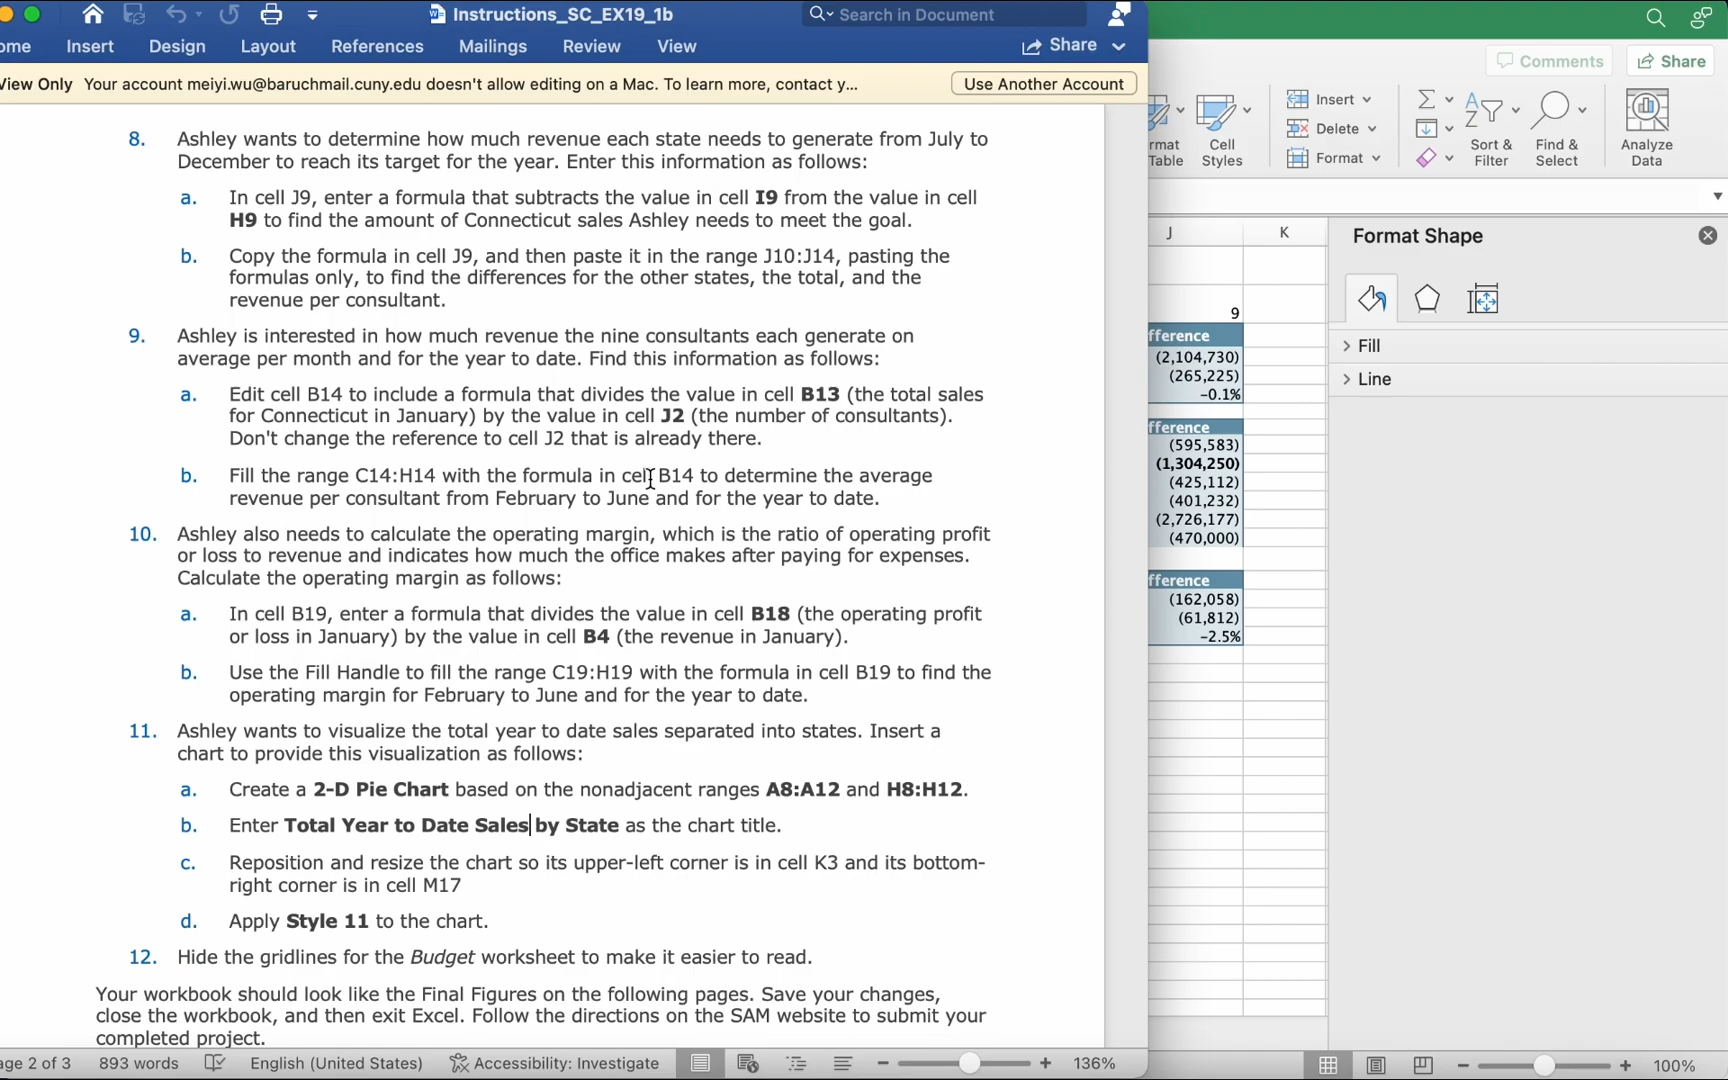 Instructions_SC_EX19_1b
Search in Document
ome Insert Design Layout References Mailings Review View Share
View Only Your account meiyi.wu@baruchmail.cuny.edu doesn't allow editing on a Mac. To learn more, contact y... Use Another Account
8. Ashley wants to determine how much revenue each state needs to generate from July to
December to reach its target for the year. Enter this information as follows:
a. In cell J9, enter a formula that subtracts the value in cell I9 from the value in cell
H9 to find the amount of Connecticut sales Ashley needs to meet the goal.
b. Copy the formula in cell J9, and then paste it in the range J10:J14, pasting the
formulas only, to find the differences for the other states, the total, and the
revenue per consultant.
9. Ashley is interested in how much revenue the nine consultants each generate on
average per month and for the year to date. Find this information as follows:
a. Edit cell B14 to include a formula that divides the value in cell B13 (the total sales
for Connecticut in January) by the value in cell J2 (the number of consultants).
Don't change the reference to cell J2 that is already there.
b. Fill the range C14:H14 with the formula in cell B14 to determine the average
revenue per consultant from February to June and for the year to date.
10. Ashley also needs to calculate the operating margin, which is the ratio of operating profit
or loss to revenue and indicates how much the office makes after paying for expenses.
Calculate the operating margin as follows:
a. In cell B19, enter a formula that divides the value in cell B18 (the operating profit
or loss in January) by the value in cell B4 (the revenue in January).
b. Use the Fill Handle to fill the range C19:H19 with the formula in cell B19 to find the
operating margin for February to June and for the year to date.
11. Ashley wants to visualize the total year to date sales separated into states. Insert a
chart to provide this visualization as follows:
a. Create a 2-D Pie Chart based on the nonadjacent ranges A8:A12 and H8:H12.
b. Enter Total Year to Date Sales by State as the chart title.
c. Reposition and resize the chart so its upper-left corner is in cell K3 and its bottom-
right corner is in cell M17
d. Apply Style 11 to the chart.
12. Hide the gridlines for the Budget worksheet to make it easier to read.
Your workbook should look like the Final Figures on the following pages. Save your changes,
close the workbook, and then exit Excel. Follow the directions on the SAM website to submit your
completed project.
age 2 of 3 893 words English (United States) Accessibility: Investigate 136%
Comments Share
rmat
Table
Cell
Styles
Insert
Delete
Format
Sort &
Filter
Find &
Select
Analyze
Data
J K
9
fference
(2,104,730)
(265,225)
-0.1%
fference
(595,583)
(1,304,250)
(425,112)
(401,232)
(2,726,177)
(470,000)
fference
(162,058)
(61,812)
-2.5%
Format Shape
Fill
Line
100%